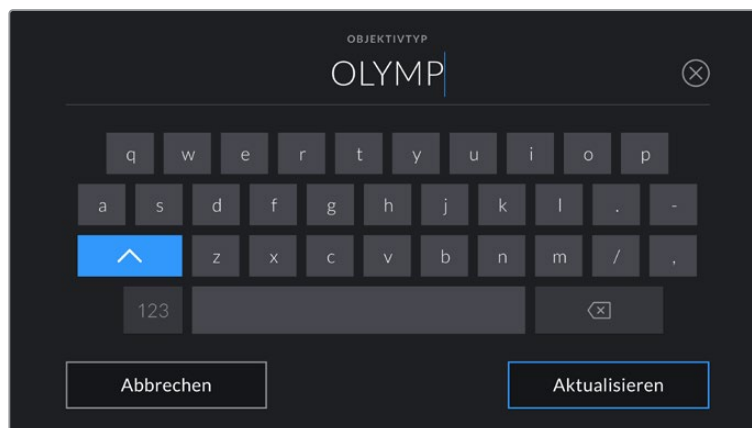 OBJEKTIVTYP
OLYMP
q w e r t y u i o p
a s d f g h j k l . -
z x c v b n m / ,
123
Abbrechen Aktualisieren